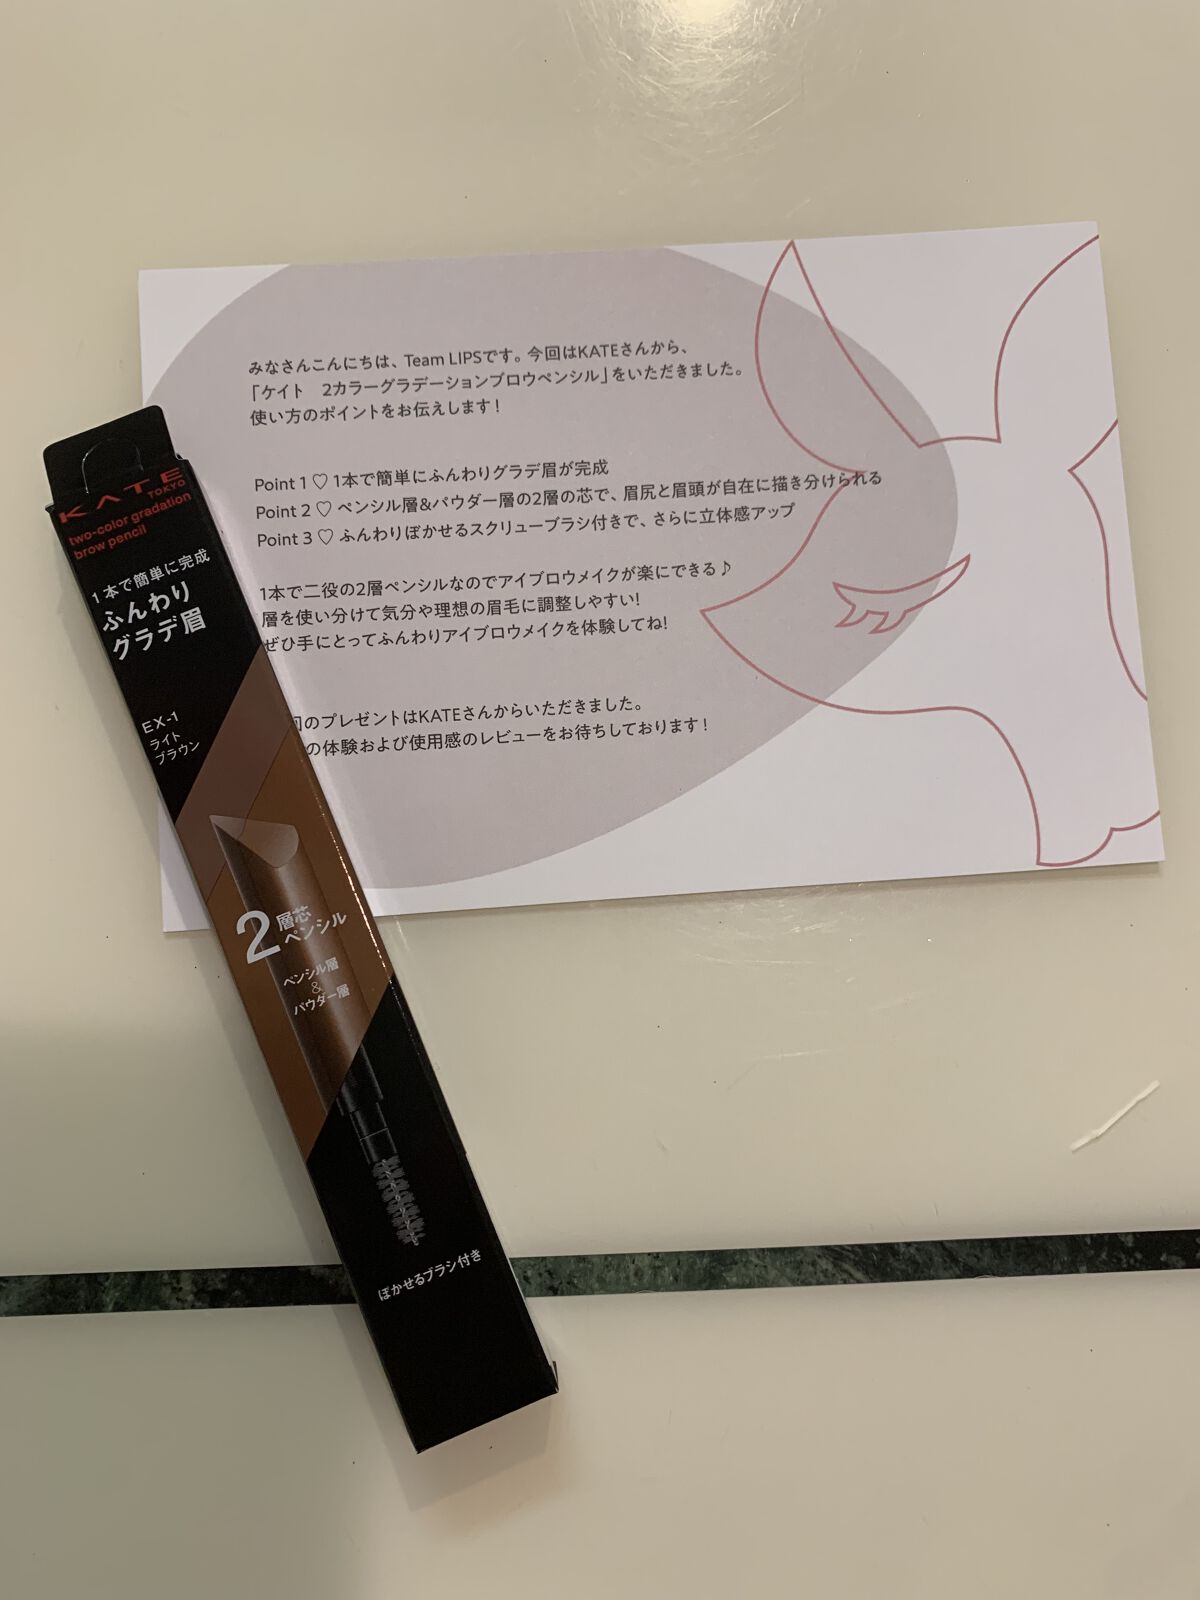 みなさんこんにちは、Team LIPSです。今回はKATEさんから、
「ケイト　2カラーグラデーションブロウペンシル」をいただきました。
使い方のポイントをお伝えします！
Point 1 ♡ 1本で簡単にふんわりグラデ眉が完成
Point 2 ♡ ペンシル層&パウダー層の2層の芯で、眉尻と眉頭が自在に描き分けられる
Point 3 ♡ ふんわりぼかせるスクリューブラシ付きで、さらに立体感アップ
1本で二役の2層ペンシルなのでアイブロウメイクが楽にできる♪
層を使い分けて気分や理想の眉毛に調整しやすい!
ぜひ手にとってふんわりアイブロウメイクを体験してね!
回のプレゼントはKATEさんからいただきました。
の体験および使用感のレビューをお待ちしております！
KATE
TOKYO
two-color gradation
brow pencil
1本で簡単に完成
ふんわり
グラデ眉
EX-1
ライト
ブラウン
2層芯
ペンシル
ペンシル層
&
パウダー層
ぼかせるブラシ付き